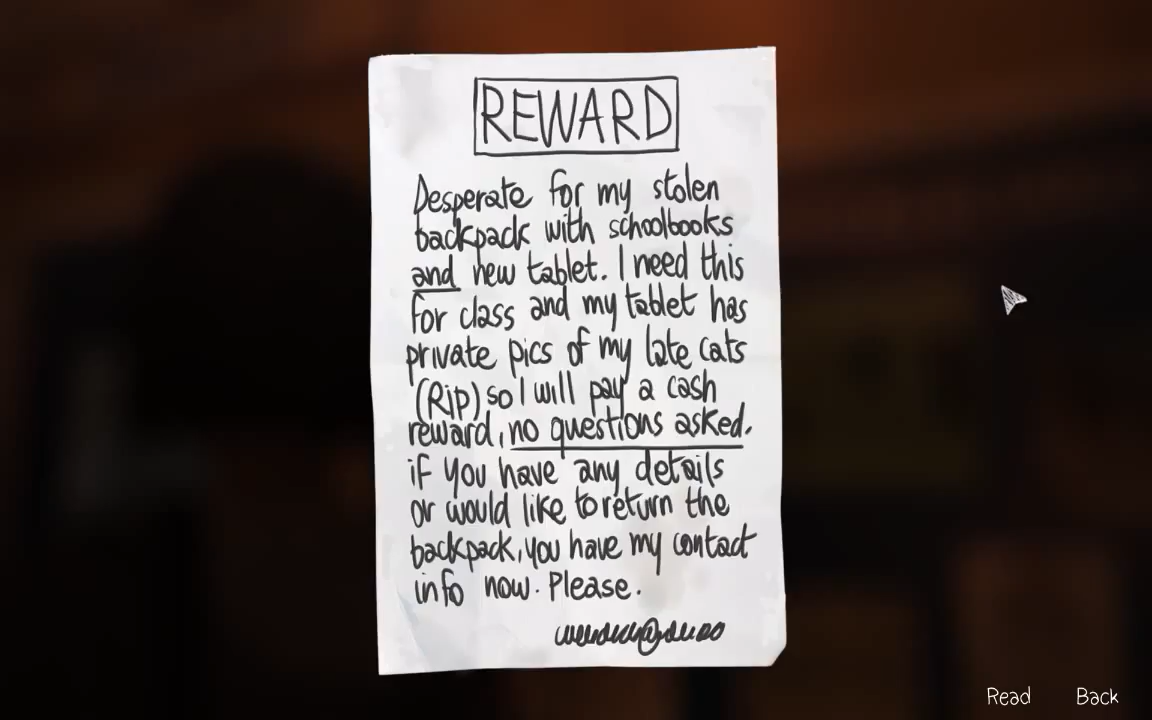 REWARD
Desperate for my stolen
backpack with schoolbooks
and new tablet. I need this
for class and my tablet has
private pics of my late cats
(RIP) so I will pay a cash
reward, no questions asked.
if you have any details
or would like to return the
backpack, you have my contact
info now. Please.
Read Back